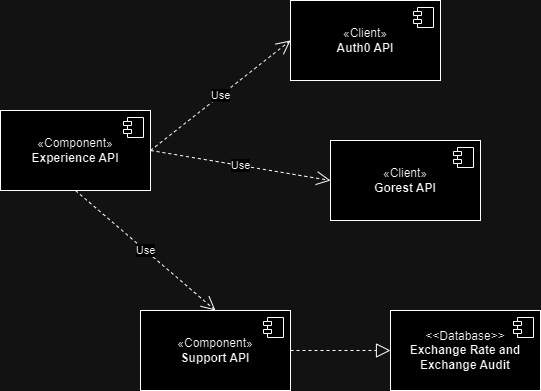 «Client»
Auth0 API
Use
«Component»
Experience API
Use
«Client»
Gorest API
Use
«Component»
Support API
<<Database>>
Exchange Rate and
Exchange Audit